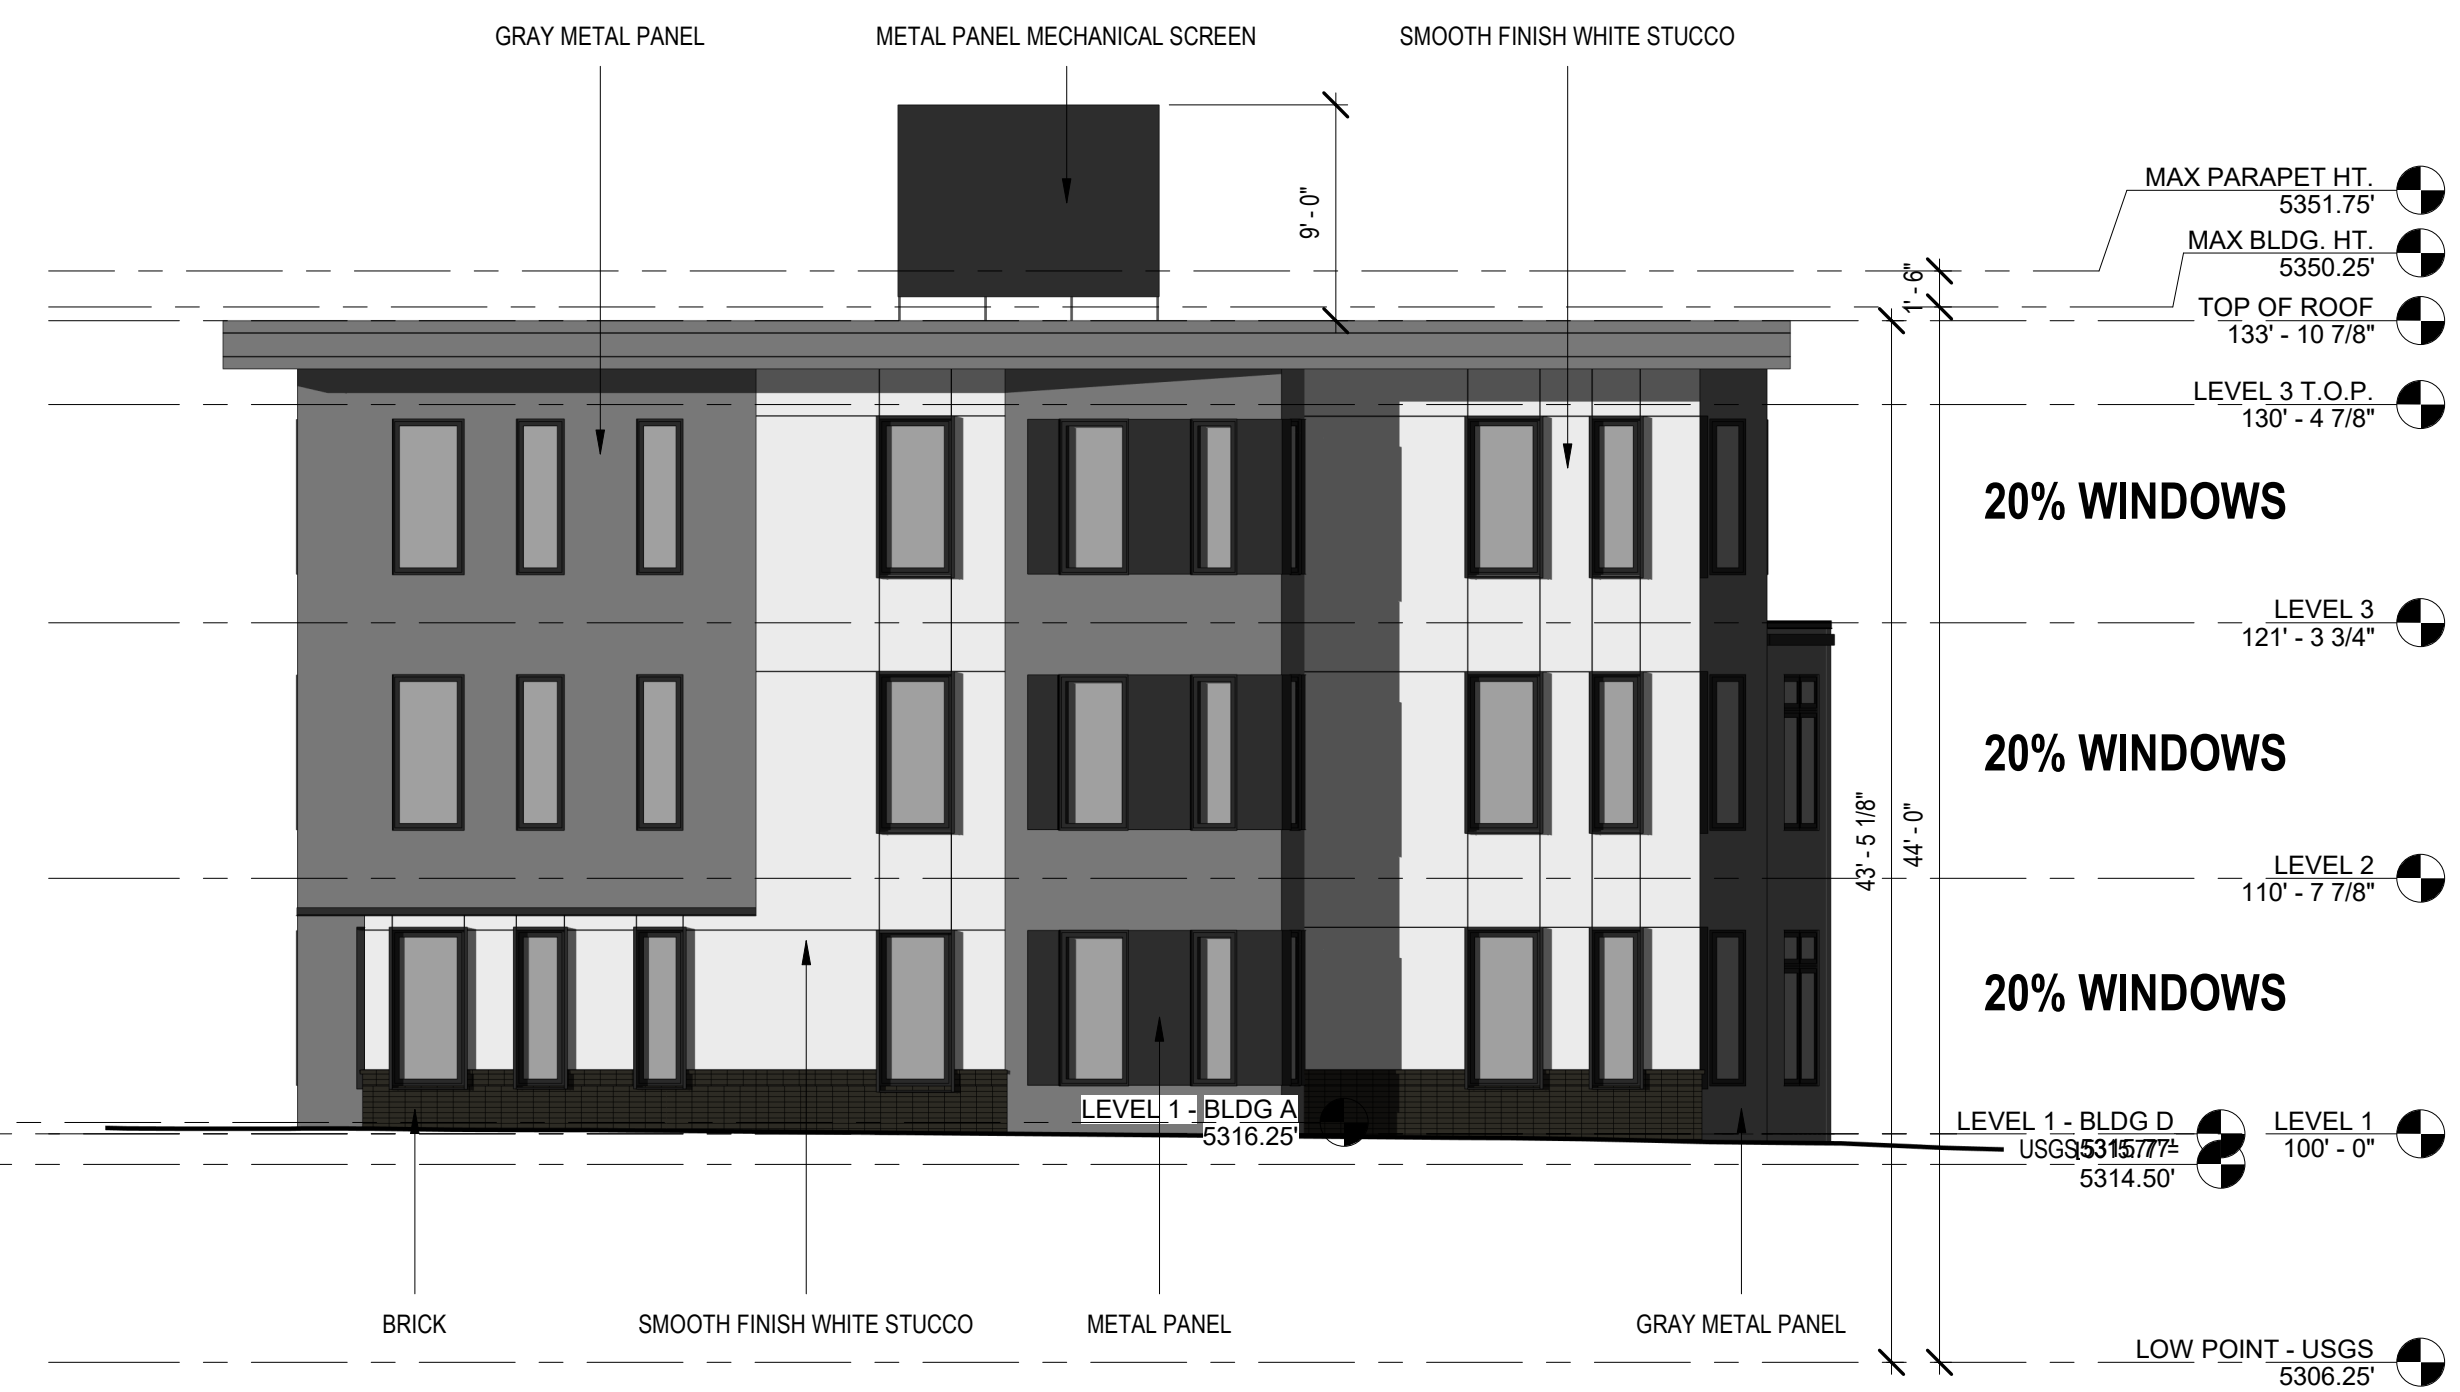 GRAY METAL PANEL
METAL PANEL MECHANICAL SCREEN
SMOOTH FINISH WHITE STUCCO
9' - 0"
MAX PARAPET HT.
5351.75'
MAX BLDG. HT.
5350.25'
1' - 6"
TOP OF ROOF
133' - 10 7/8"
LEVEL 3 T.O.P.
130' - 4 7/8"
20% WINDOWS
LEVEL 3
121' - 3 3/4"
20% WINDOWS
43' - 5 1/8"
44' - 0"
LEVEL 2
110' - 7 7/8"
20% WINDOWS
LEVEL 1 - BLDG A
5316.25'
LEVEL 1 - BLDG D
5315.77'
USGS
5314.50'
LEVEL 1
100' - 0"
BRICK
SMOOTH FINISH WHITE STUCCO
METAL PANEL
GRAY METAL PANEL
LOW POINT - USGS
5306.25'